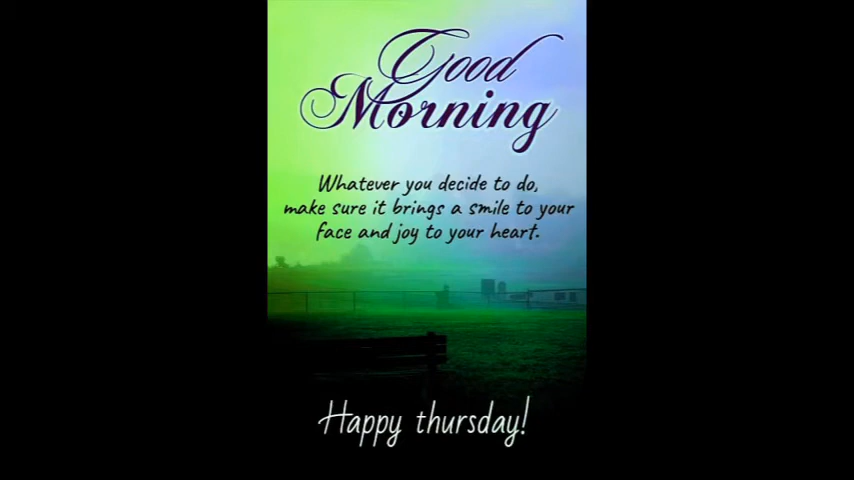 Good
Morning
Whatever you decide to do,
make sure it brings a smile to your
face and joy to your heart.
Happy thursday!